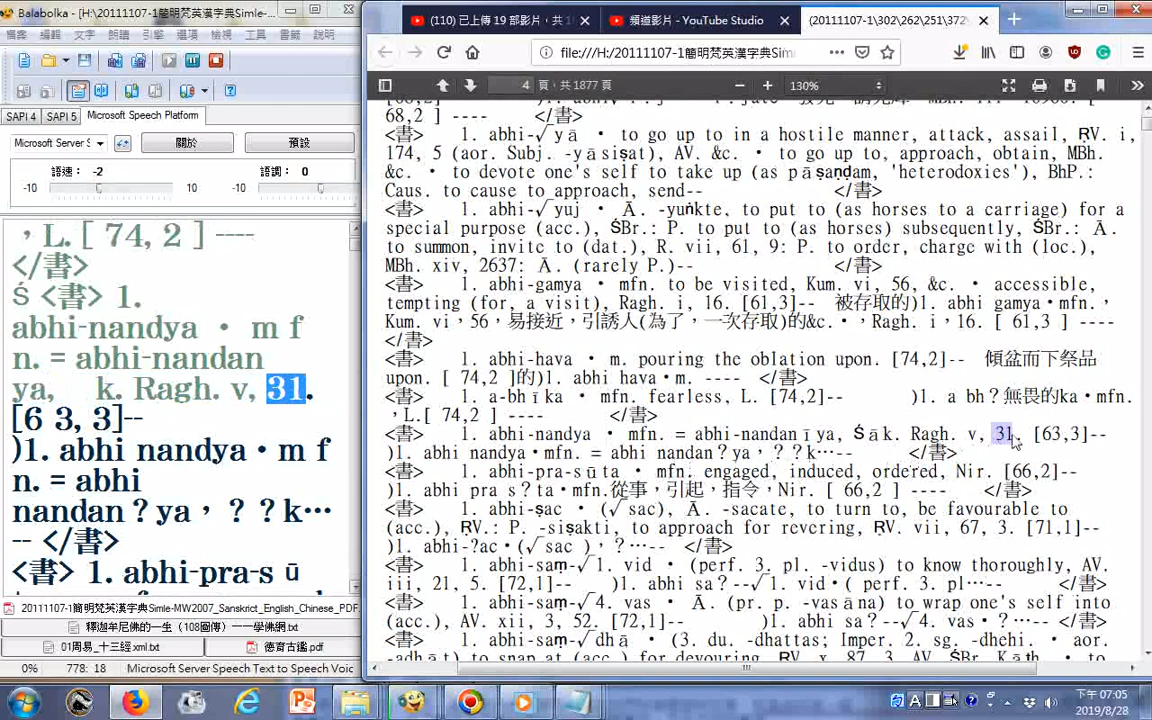 Balabolka - [H:\20111107-1簡明梵英漢字典Simle-...
檔案 編輯 文字 朗讀 引擎 選項 檢視 工具 書籤 說明
SAPI 4 SAPI 5 Microsoft Speech Platform
Microsoft Server S 關於 預設
語速： -2 語調： 0
-10 10 -10
，L. [ 74, 2 ] ----
</書>
Ś <書> 1.
abhi-nandya • m f
n. = abhi-nandan
ya, k. Ragh. v, 31.
[6 3, 3]--
)1. abhi nandya • m f
n. = abhi
nandan？ya，？？k…
-- </書>
<書> 1. abhi-pra-s ū
20111107-1簡明梵英漢字典Simle-MW2007_Sanskrict_English_Chinese_PDF.
釋迦牟尼佛的一生（108圖傳）一一學佛網.txt
01周易_十三經.xml.txt 德育古鑑.pdf
0% 778: 18 Microsoft Server Speech Text to Speech Voic
(110) 已上傳 19 部影片，共 1 頻道影片 - YouTube Studio (20111107-1\302\262\251\372
file:///H:/20111107-1簡明梵英漢字典Sim
4 頁，共 1877 頁 130%
68,2 ] ---- </書>
<書> 1. abhi-√yā • to go up to in a hostile manner, attack, assail, ṚV. i,
174, 5 (aor. Subj. -yāsiṣat), AV. &c. • to go up to, approach, obtain, MBh.
&c. • to devote one's self to take up (as pāṣaṇḍam, 'heterodoxies'), BhP.:
Caus. to cause to approach, send-- </書>
<書> 1. abhi-√yuj • Ā. -yuṅkte, to put to (as horses to a carriage) for a
special purpose (acc.), ŚBr.: P. to put to (as horses) subsequently, ŚBr.: Ā.
to summon, invite to (dat.), R. vii, 61, 9: P. to order, charge with (loc.),
MBh. xiv, 2637: Ā. (rarely P.)-- </書>
<書> 1. abhi-gamya • mfn. to be visited, Kum. vi, 56, &c. • accessible,
tempting (for, a visit), Ragh. i, 16. [61,3]-- 被存取的)1. abhi gamya•mfn.，
Kum. vi，56，易接近，引誘人(為了，一次存取)的&c.•，Ragh. i，16. [ 61,3 ] ----
</書>
<書> 1. abhi-hava • m. pouring the oblation upon. [74,2]-- 傾盆而下祭品
upon. [ 74,2 ]的)1. abhi hava•m. ---- </書>
<書> 1. a-bhīka • mfn. fearless, L. [74,2]-- )1. a bh？無畏的ka•mfn.
，L.[ 74,2 ] ---- </書>
<書> 1. abhi-nandya • mfn. = abhi-nandanīya, Śāk. Ragh. v, 31. [63,3]--
)1. abhi nandya•mfn. = abhi nandan？ya，？？k…-- </書>
<書> 1. abhi-pra-sūta • mfn. engaged, induced, ordered, Nir. [66,2]--
)1. abhi pra s？ta•mfn.從事，引起，指令，Nir. [ 66,2 ] ---- </書>
<書> 1. abhi-ṣac • (√sac), Ā. -sacate, to turn to, be favourable to
(acc.), ṚV.: P. -siṣakti, to approach for revering, ṚV. vii, 67, 3. [71,1]--
)1. abhi-?ac•(√sac )，？…-- </書>
<書> 1. abhi-saṃ-√1. vid • (perf. 3. pl. -vidus) to know thoroughly, AV.
iii, 21, 5. [72,1]-- )1. abhi sa？--√1. vid•( perf. 3. pl… </書>
<書> 1. abhi-saṃ-√4. vas • Ā. (pr. p. -vasāna) to wrap one's self into
(acc.), AV. xii, 3, 52. [72,1]-- )1. abhi sa？--√4. vas•？…-- </書>
<書> 1. abhi-saṃ-√dhā • (3. du. -dhattas; Imper. 2. sg. -dhehi. • aor.
-adhāt) to snap at (acc.) for devouring, ṚV. x, 87, 3, AV. ŚBr. Kāṭh. • to
下午 07:05
2019/8/28